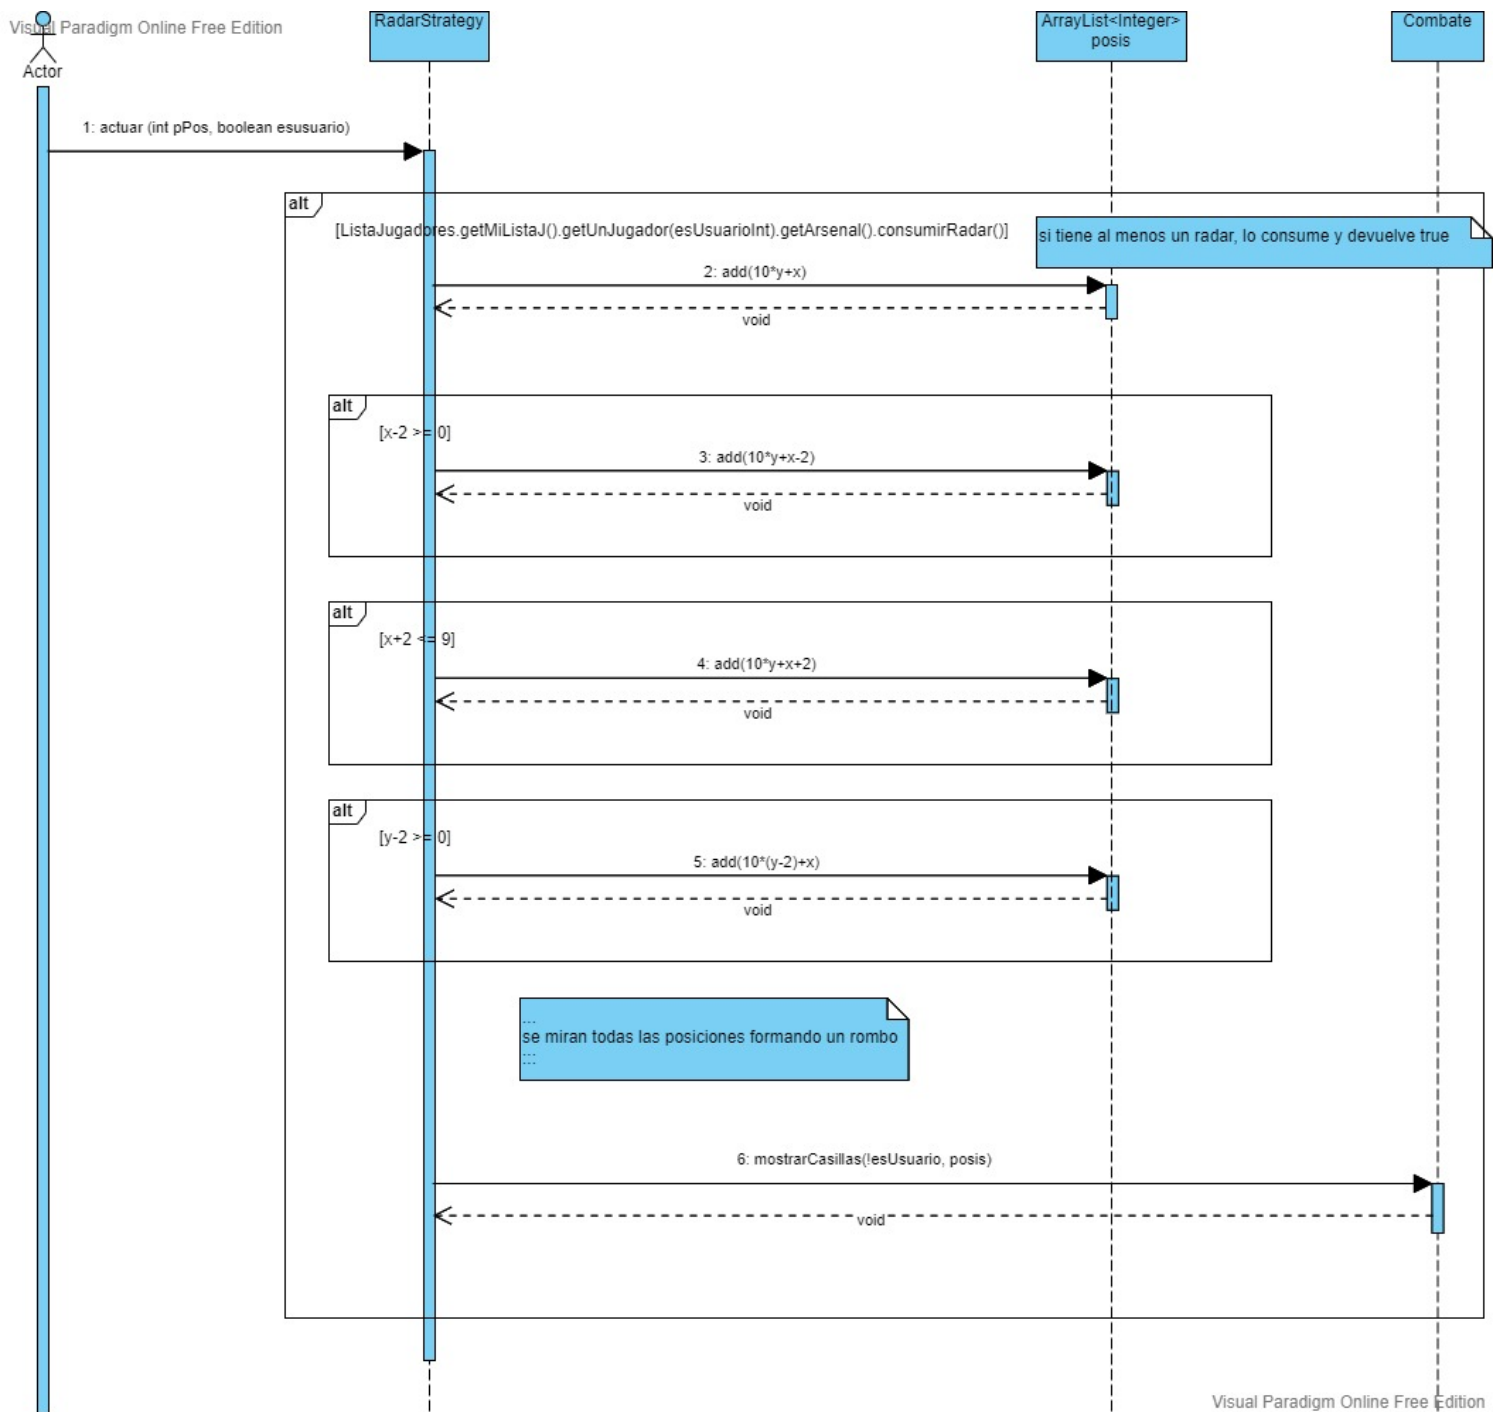 Visual Paradigm Online Free Edition
Actor
RadarStrategy
ArrayList<Integer>
posis
Combate
1: actuar (int pPos, boolean esusuario)
alt
[ListaJugadores.getMiListaJ().getUnJugador(esUsuarioInt).getArsenal().consumirRadar()]
si tiene al menos un radar, lo consume y devuelve true
2: add(10*y+x)
void
alt
[x-2 >= 0]
3: add(10*y+x-2)
void
alt
[x+2 <= 9]
4: add(10*y+x+2)
void
alt
[y-2 >= 0]
5: add(10*(y-2)+x)
void
...
se miran todas las posiciones formando un rombo
...
6: mostrarCasillas(!esUsuario, posis)
void
Visual Paradigm Online Free Edition